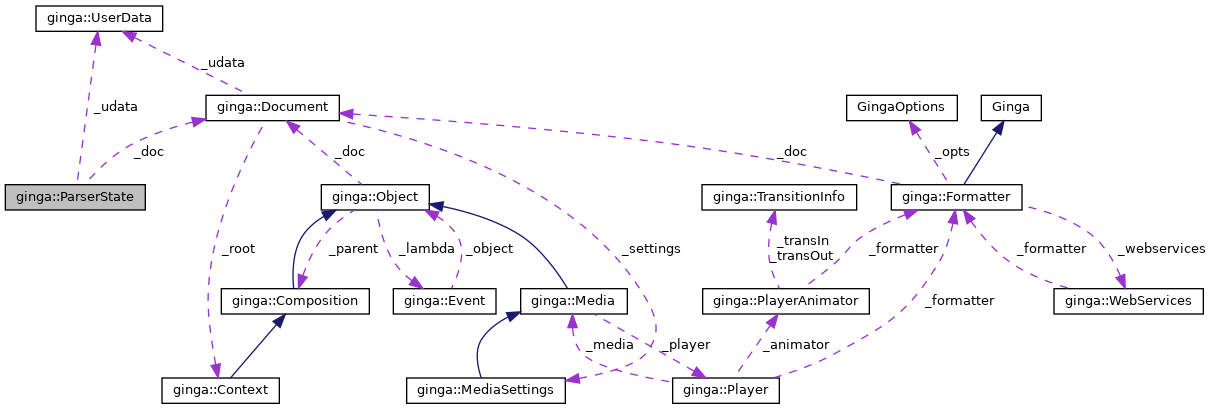 ginga::UserData
_udata
_udata
ginga::Document
GingaOptions
Ginga
_doc
_doc
_doc
_opts
ginga::ParserState
ginga::Object
ginga::TransitionInfo
ginga::Formatter
_root
_parent
_lambda
_object
_settings
_transIn
_transOut
_formatter
_formatter
_webservices
ginga::Composition
ginga::Event
ginga::Media
ginga::PlayerAnimator
_formatter
ginga::WebServices
_media
_player
_animator
ginga::Context
ginga::MediaSettings
ginga::Player